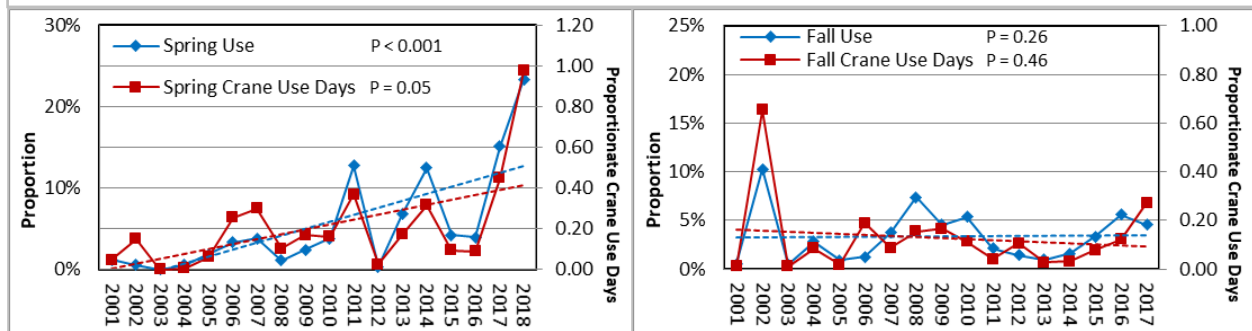 30%
20%
10%
0%
Proportion
Spring Use P < 0.001
Spring Crane Use Days P = 0.05
1.20
1.00
0.80
0.60
0.40
0.20
0.00
Proportionate Crane Use Days
2001 2002 2003 2004 2005 2006 2007 2008 2009 2010 2011 2012 2013 2014 2015 2016 2017 2018
25%
20%
15%
10%
5%
0%
Proportion
Fall Use P = 0.26
Fall Crane Use Days P = 0.46
1.00
0.80
0.60
0.40
0.20
0.00
Proportionate Crane Use Days
2001 2002 2003 2004 2005 2006 2007 2008 2009 2010 2011 2012 2013 2014 2015 2016 2017